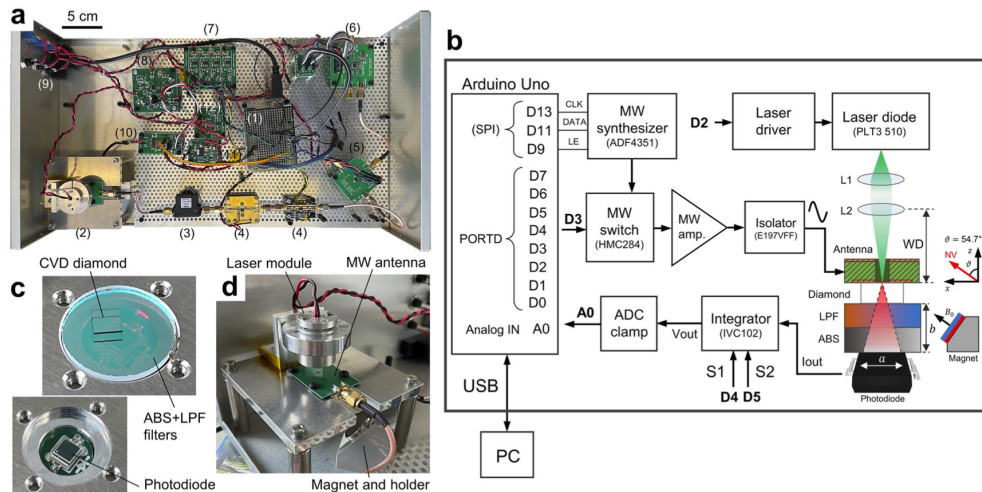 a
5 cm
(7)
(6)
(8)
(9)
(1)
(10)
(5)
(2)
(3)
(4)
(4)
b
Arduino Uno
(SPI)
D13
D11
D9
CLK
DATA
LE
MW
synthesizer
(ADF4351)
D2
Laser
driver
Laser diode
(PLT3 510)
PORTD
D7
D6
D5
D4
D3
D2
D1
D0
D3
MW
switch
(HMC284)
MW
amp.
Isolator
(E197VFF)
L1
L2
WD
Antenna
ϑ = 54.7°
NV
z
ϑ
x
Diamond
LPF
ABS
b
B0
Magnet
a
Photodiode
Analog IN
A0
A0
ADC
clamp
Vout
Integrator
(IVC102)
Iout
S1
S2
D4
D5
USB
PC
c
CVD diamond
ABS+LPF
filters
Photodiode
d
Laser module
MW antenna
Magnet and holder